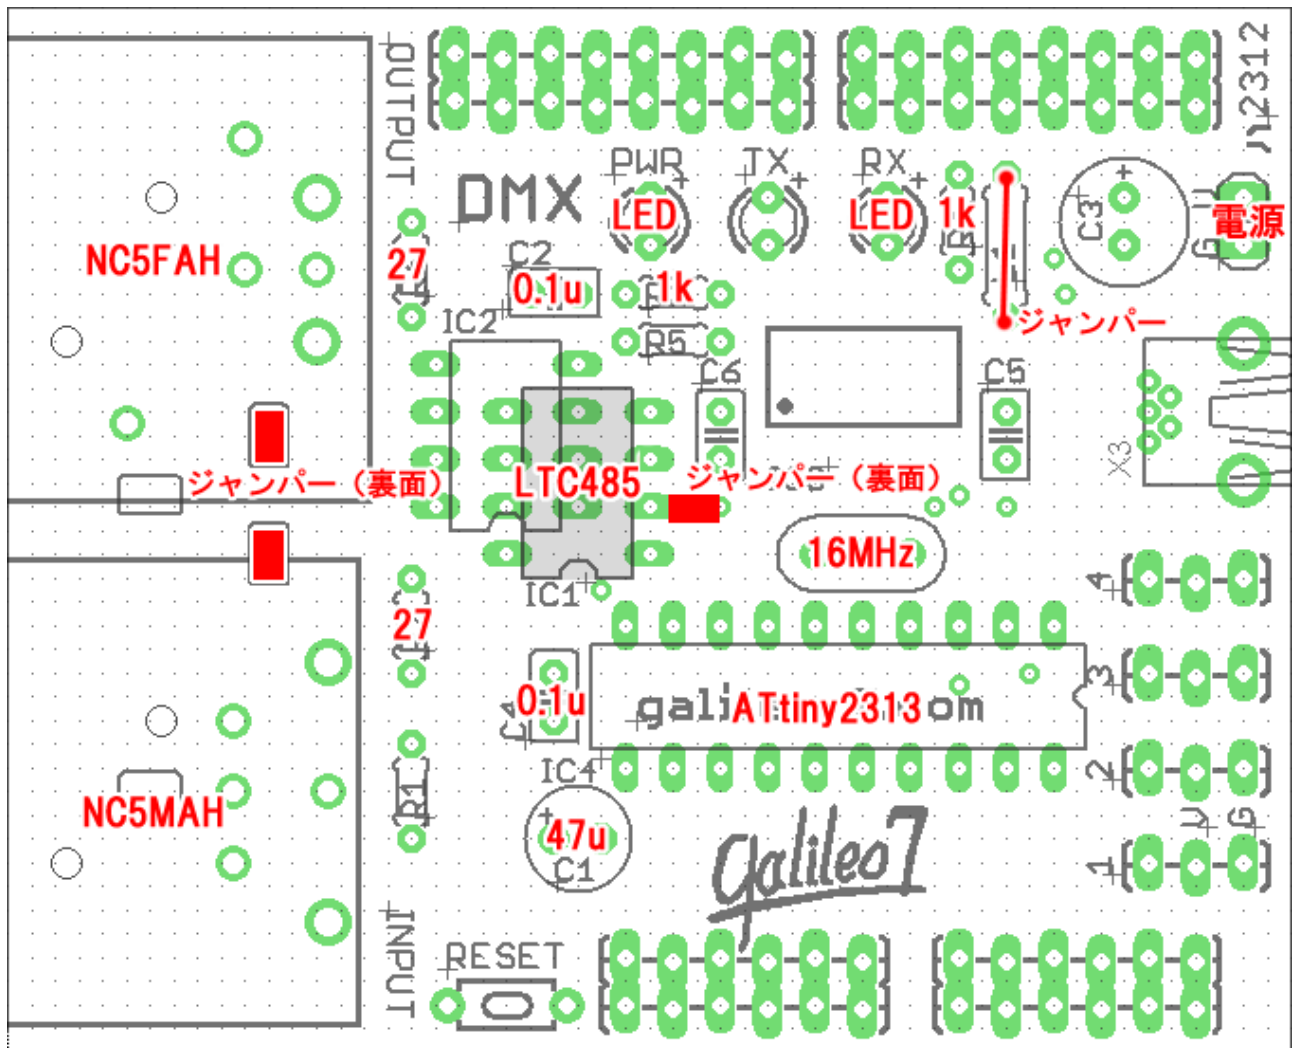 OUTPUT
2312
PWR
TX
RX
DMX
LED
LED
1k
C3
V
G
電源
NC5FAH
27
C2
0.1u
1k
ジャンパー
IC2
R5
C6
C5
X3
ジャンパー（裏面）
LTC485
ジャンパー（裏面）
16MHz
IC1
4
27
3
0.1u
C4
ATtiny2313
IC4
2
NC5MAH
R1
47u
C1
V
G
1
Galileo7
INPUT
RESET